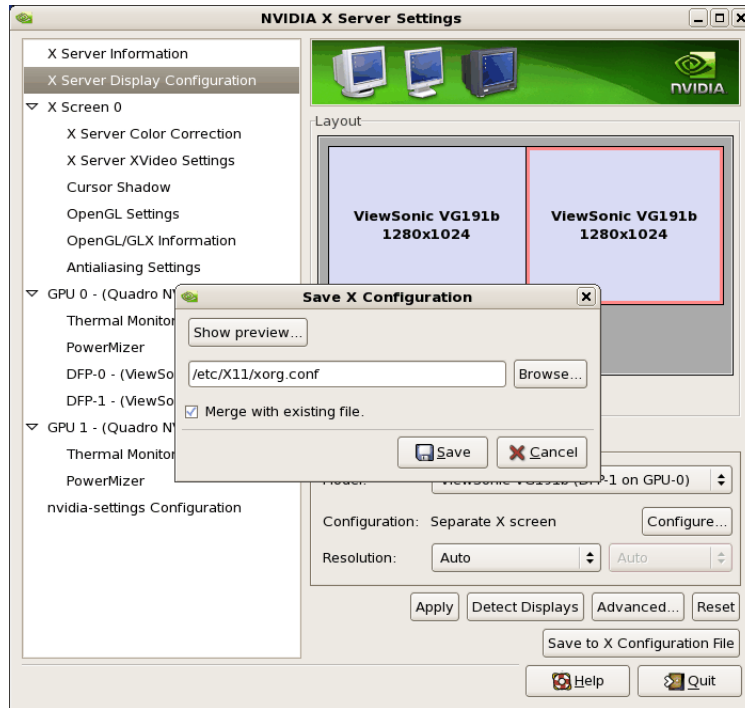 NVIDIA X Server Settings
X Server Information
X Server Display Configuration
X Screen 0
X Server Color Correction
X Server XVideo Settings
Cursor Shadow
OpenGL Settings
OpenGL/GLX Information
Antialiasing Settings
GPU 0 - (Quadro
Thermal Monitor
PowerMizer
DFP-0 - (ViewSo
DFP-1 - (ViewSo
GPU 1 - (Quadro
Thermal Monitor
PowerMizer
nvidia-settings Configuration
NVIDIA
Layout
ViewSonic VG191b
1280x1024
ViewSonic VG191b
1280x1024
Save X Configuration
Show preview...
/etc/X11/xorg.conf
Browse...
Merge with existing file.
Save
Cancel
Model:
ViewSonic VG191b (DFP-1 on GPU-0)
Configuration: Separate X screen
Configure...
Resolution:
Auto
Auto
Apply
Detect Displays
Advanced...
Reset
Save to X Configuration File
Help
Quit